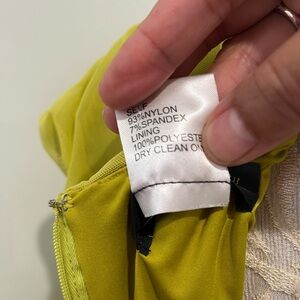 SELF
93%NYLON
7%SPANDEX
LINING
100%POLYESTE
DRY CLEAN ON